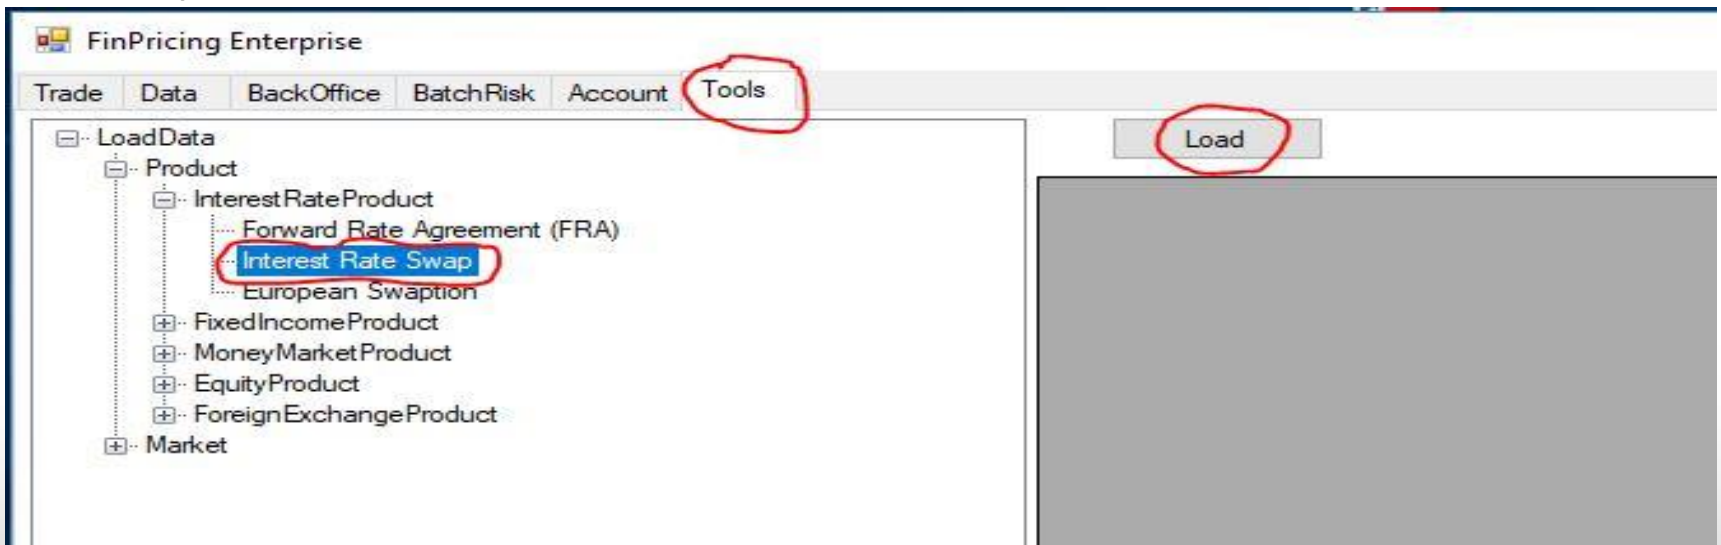 FinPricing Enterprise
Trade Data BackOffice BatchRisk Account Tools
LoadData
Load
Product
InterestRateProduct
Forward Rate Agreement (FRA)
Interest Rate Swap
European Swaption
FixedIncomeProduct
MoneyMarketProduct
EquityProduct
ForeignExchangeProduct
Market